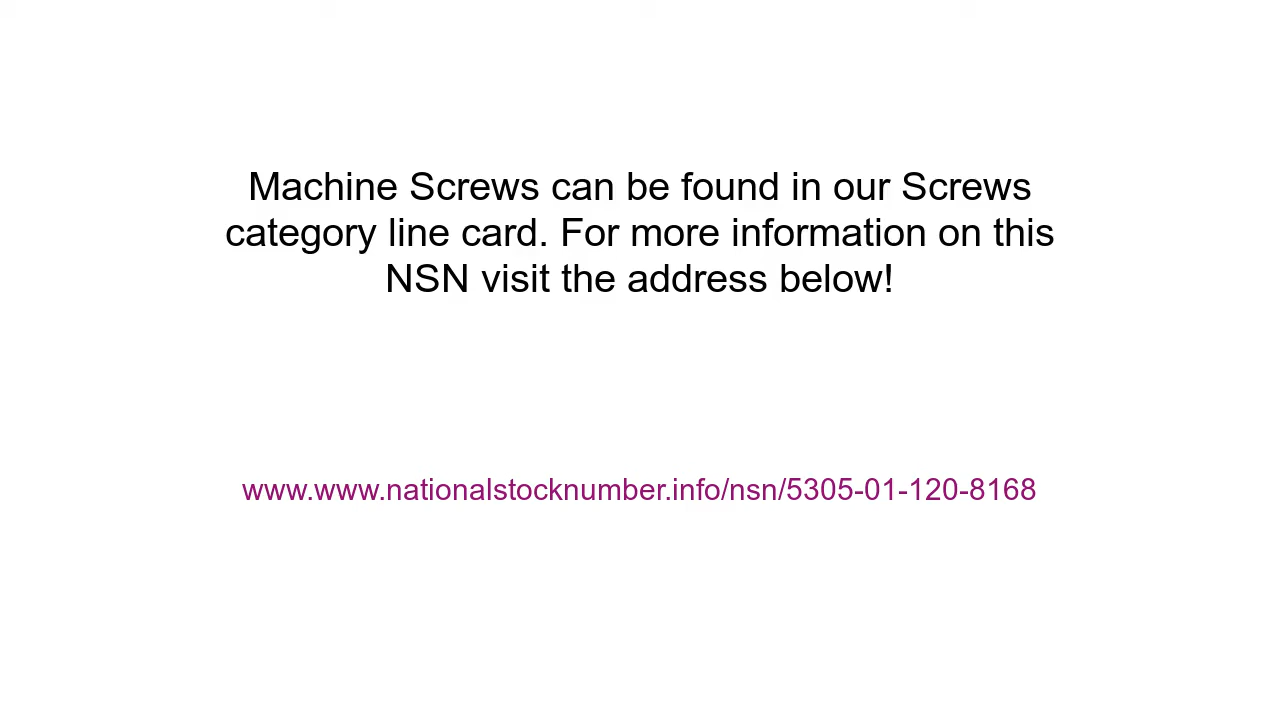 Machine Screws can be found in our Screws
category line card. For more information on this
NSN visit the address below!
www.www.nationalstocknumber.info/nsn/5305-01-120-8168